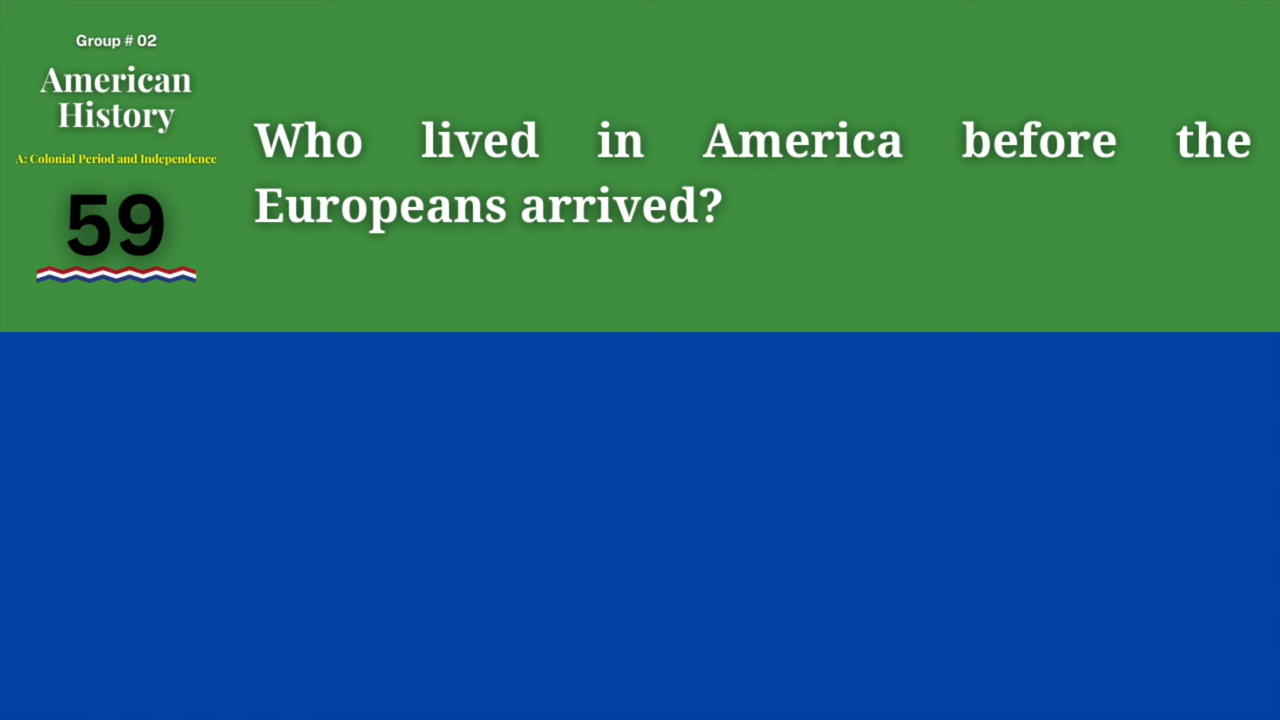 Group # 02
American
History
A: Colonial Period and Independence
59
Who lived in America before the
Europeans arrived?